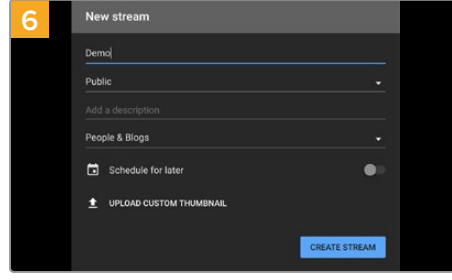 6
New stream
Demo
Public
Add a description
People & Blogs
Schedule for later
UPLOAD CUSTOM THUMBNAIL
CREATE STREAM